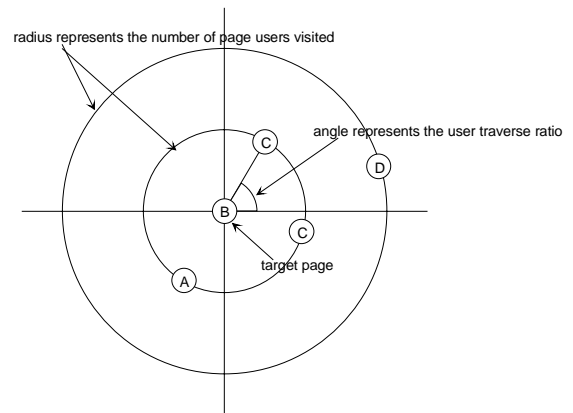 radius represents the number of page users visited
angle represents the user traverse ratio
C
D
B
C
target page
A